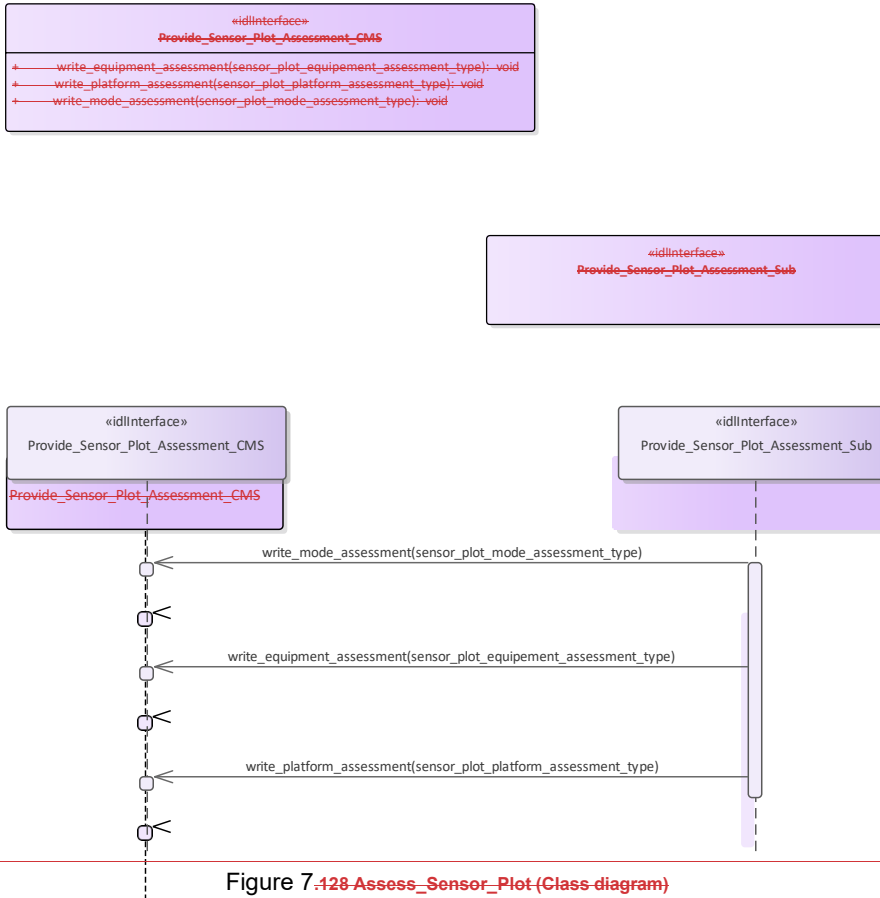 «idlInterface»
Provide_Sensor_Plot_Assessment_CMS
+ write_equipment_assessment(sensor_plot_equipement_assessment_type): void
+ write_platform_assessment(sensor_plot_platform_assessment_type): void
+ write_mode_assessment(sensor_plot_mode_assessment_type): void
«idlInterface»
Provide_Sensor_Plot_Assessment_Sub
«idlInterface»
Provide_Sensor_Plot_Assessment_CMS
«idlInterface»
Provide_Sensor_Plot_Assessment_Sub
Provide_Sensor_Plot_Assessment_CMS
write_mode_assessment(sensor_plot_mode_assessment_type)
write_equipment_assessment(sensor_plot_equipement_assessment_type)
write_platform_assessment(sensor_plot_platform_assessment_type)
Figure 7.128 Assess_Sensor_Plot (Class diagram)